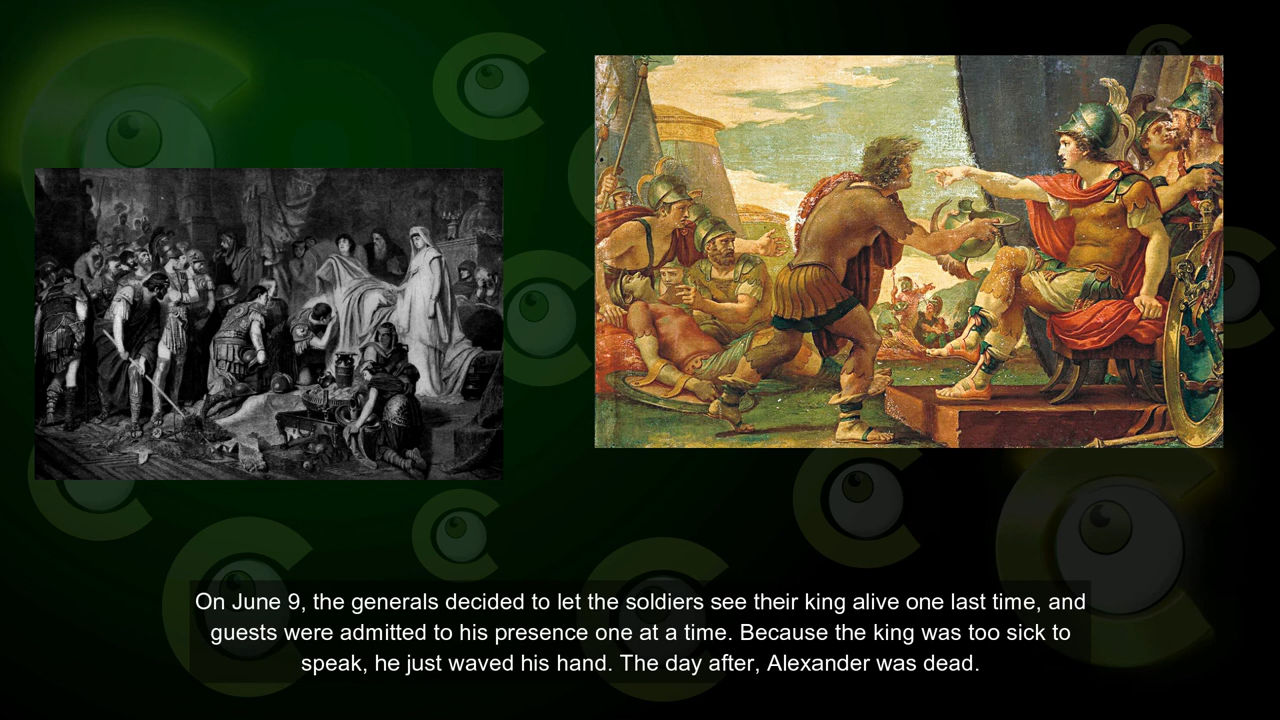 On June 9, the generals decided to let the soldiers see their king alive one last time, and
guests were admitted to his presence one at a time. Because the king was too sick to
speak, he just waved his hand. The day after, Alexander was dead.